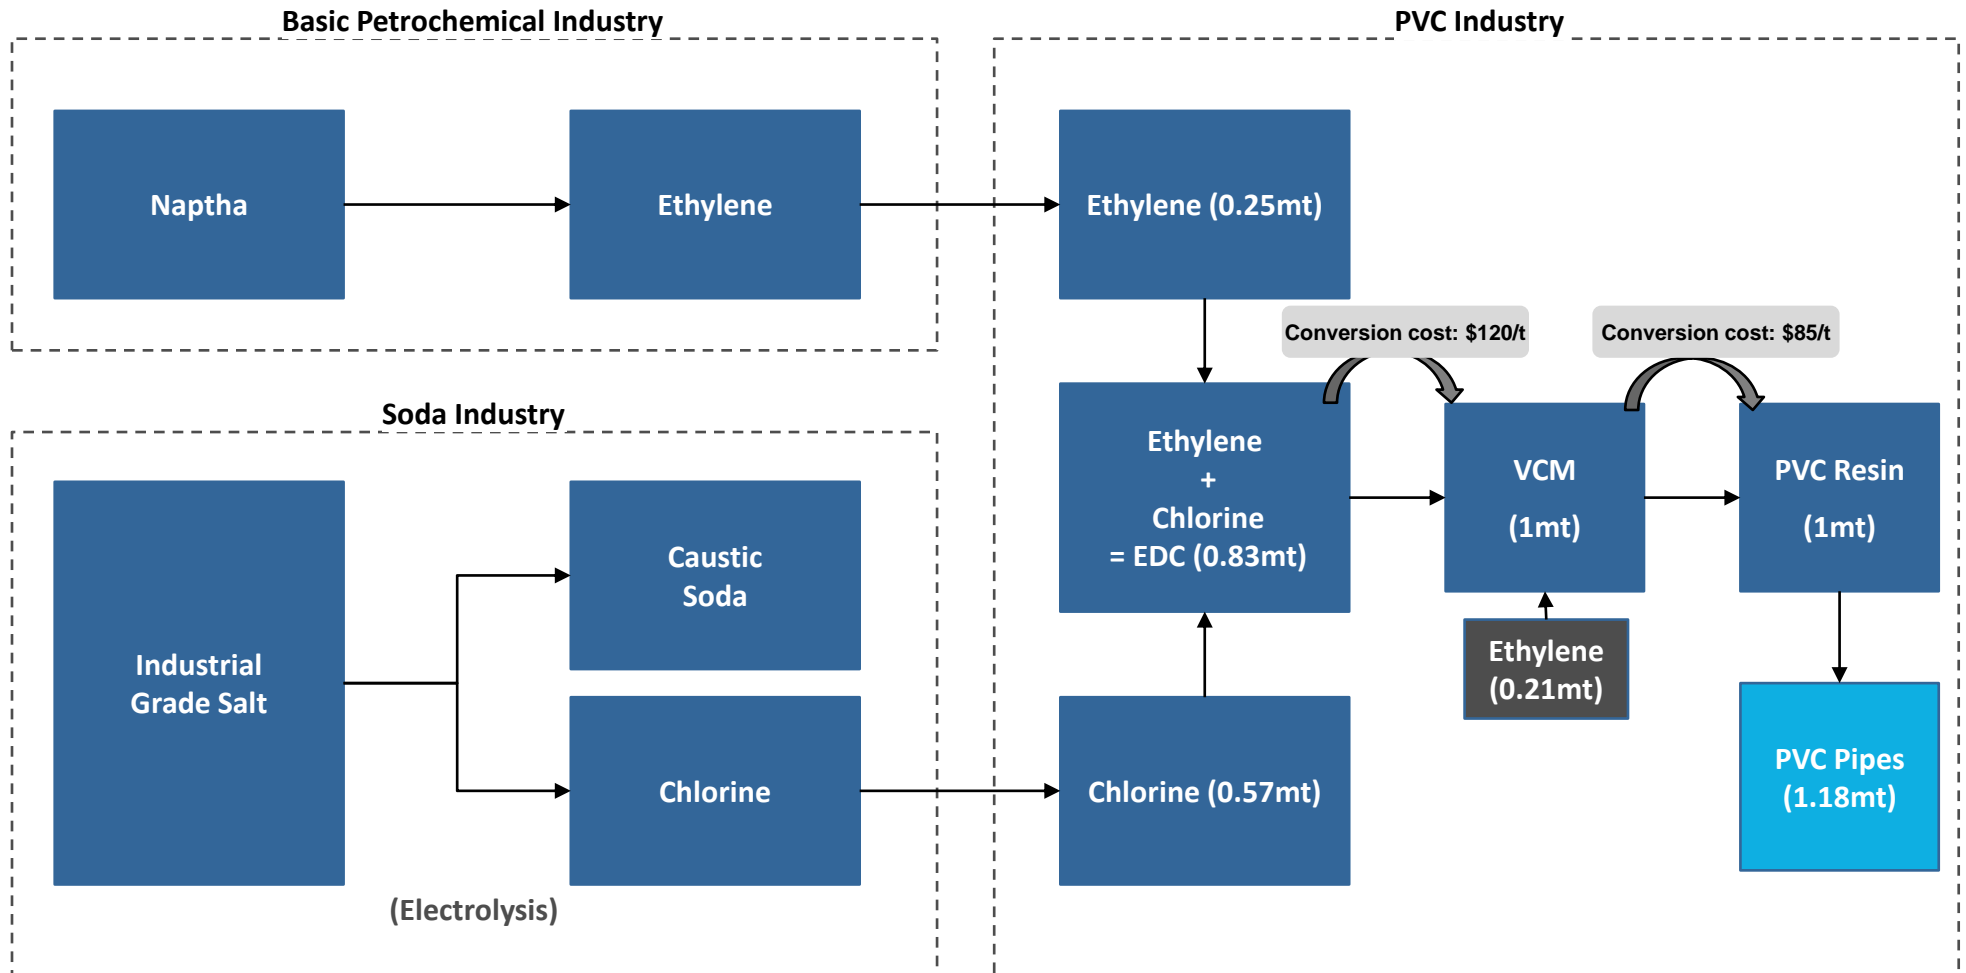 Basic Petrochemical Industry
Naptha
Ethylene
Soda Industry
Industrial
Grade Salt
Caustic
Soda
Chlorine
(Electrolysis)
PVC Industry
Ethylene (0.25mt)
Conversion cost: $120/t
Conversion cost: $85/t
Ethylene
+
Chlorine
= EDC (0.83mt)
VCM
(1mt)
PVC Resin
(1mt)
Ethylene
(0.21mt)
Chlorine (0.57mt)
PVC Pipes
(1.18mt)